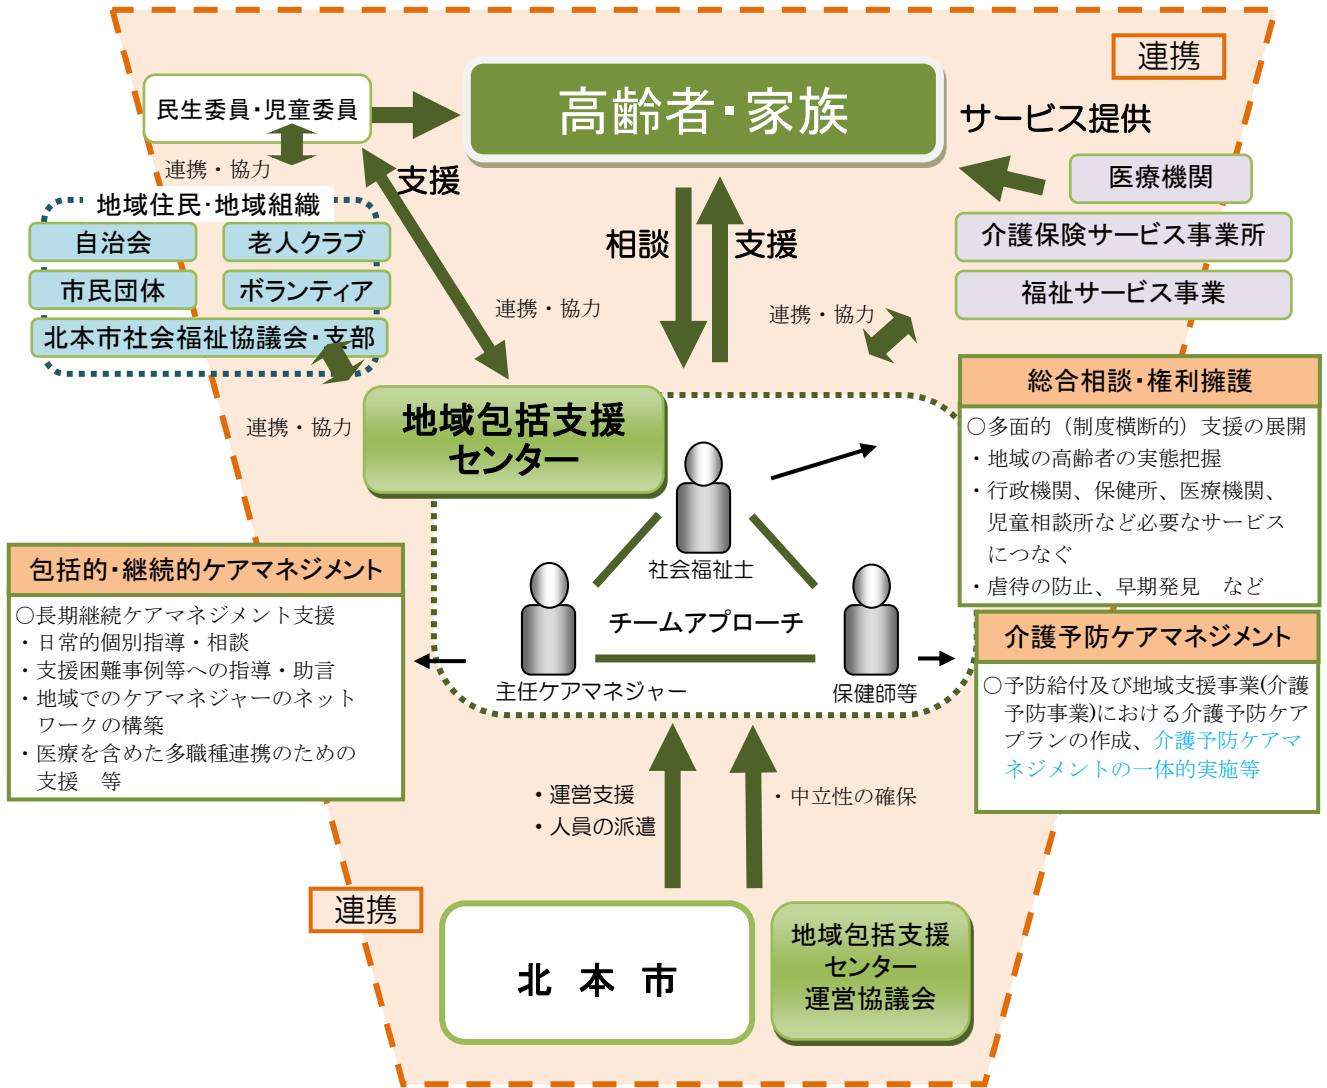 連携
民生委員・児童委員
高齢者・家族
サービス提供
連携・協力
支援
医療機関
地域住民・地域組織
自治会
老人クラブ
相談
支援
介護保険サービス事業所
市民団体
ボランティア
福祉サービス事業
連携・協力
連携・協力
北本市社会福祉協議会・支部
連携・協力
地域包括支援
センター
総合相談・権利擁護
○多面的（制度横断的）支援の展開
・地域の高齢者の実態把握
・行政機関、保健所、医療機関、
児童相談所など必要なサービス
につなぐ
・虐待の防止、早期発見　など
社会福祉士
チームアプローチ
主任ケアマネジャー
保健師等
包括的・継続的ケアマネジメント
○長期継続ケアマネジメント支援
・日常的個別指導・相談
・支援困難事例等への指導・助言
・地域でのケアマネジャーのネット
ワークの構築
・医療を含めた多職種連携のための
支援　等
介護予防ケアマネジメント
○予防給付及び地域支援事業(介護
予防事業)における介護予防ケア
プランの作成、介護予防ケアマ
ネジメントの一体的実施等
・運営支援
・人員の派遣
・中立性の確保
連携
北　本　市
地域包括支援
センター
運営協議会